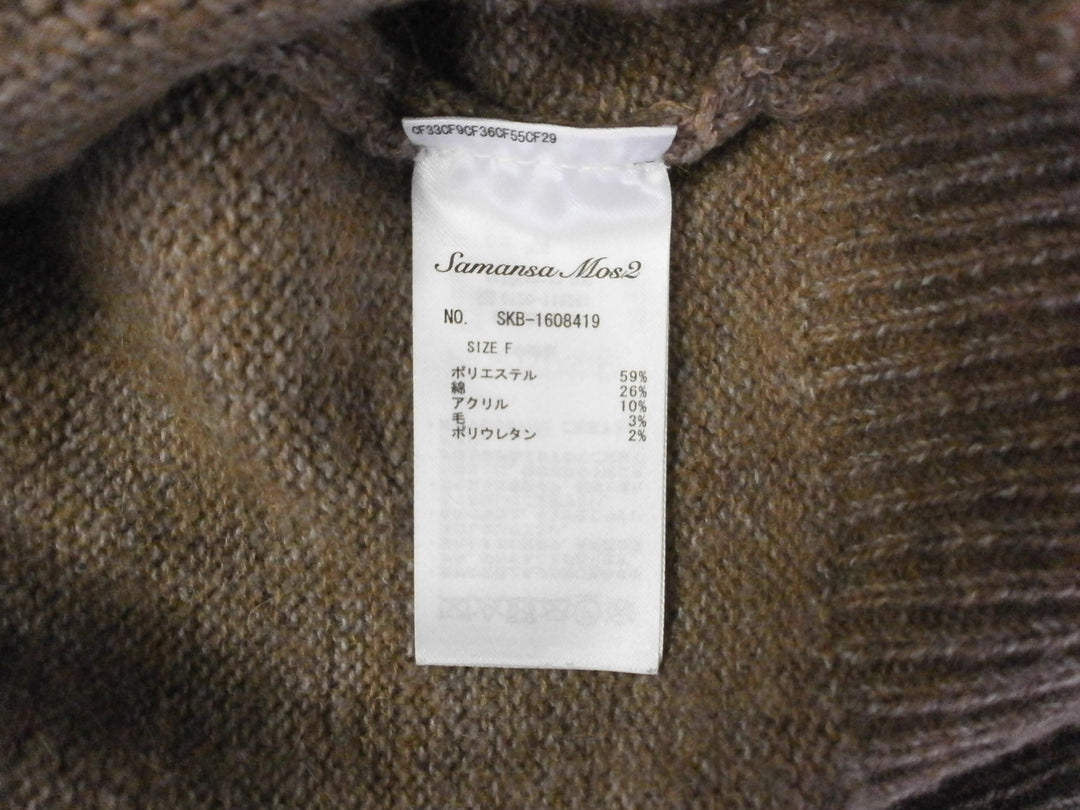 CF33CF9CF36CF55CF29
Samansa Mos2
NO. SKB-1608419
SIZE F
ポリエステル 59%
綿 26%
アクリル 10%
毛 3%
ポリウレタン 2%